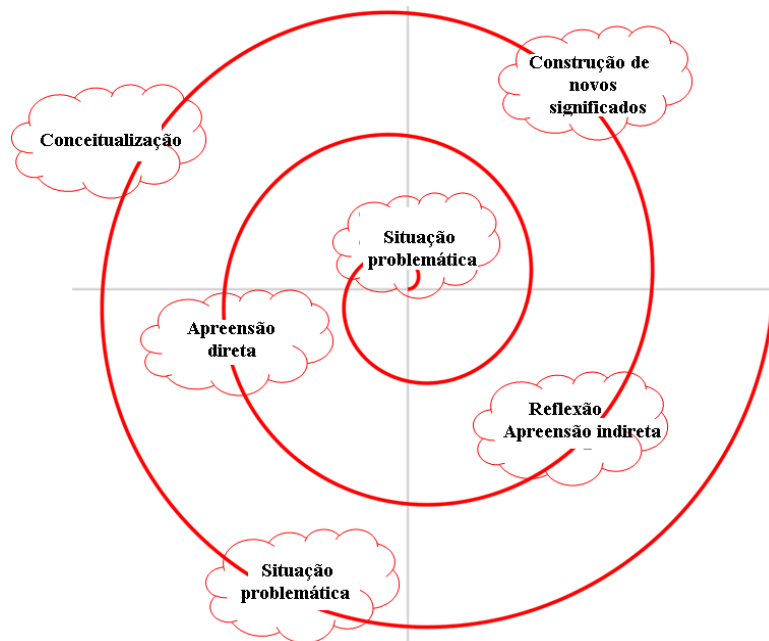 Construção de
novos
significados
Conceitualização
Situação
problemática
Apreensão
direta
Reflexão
Apreensão indireta
Situação
problemática